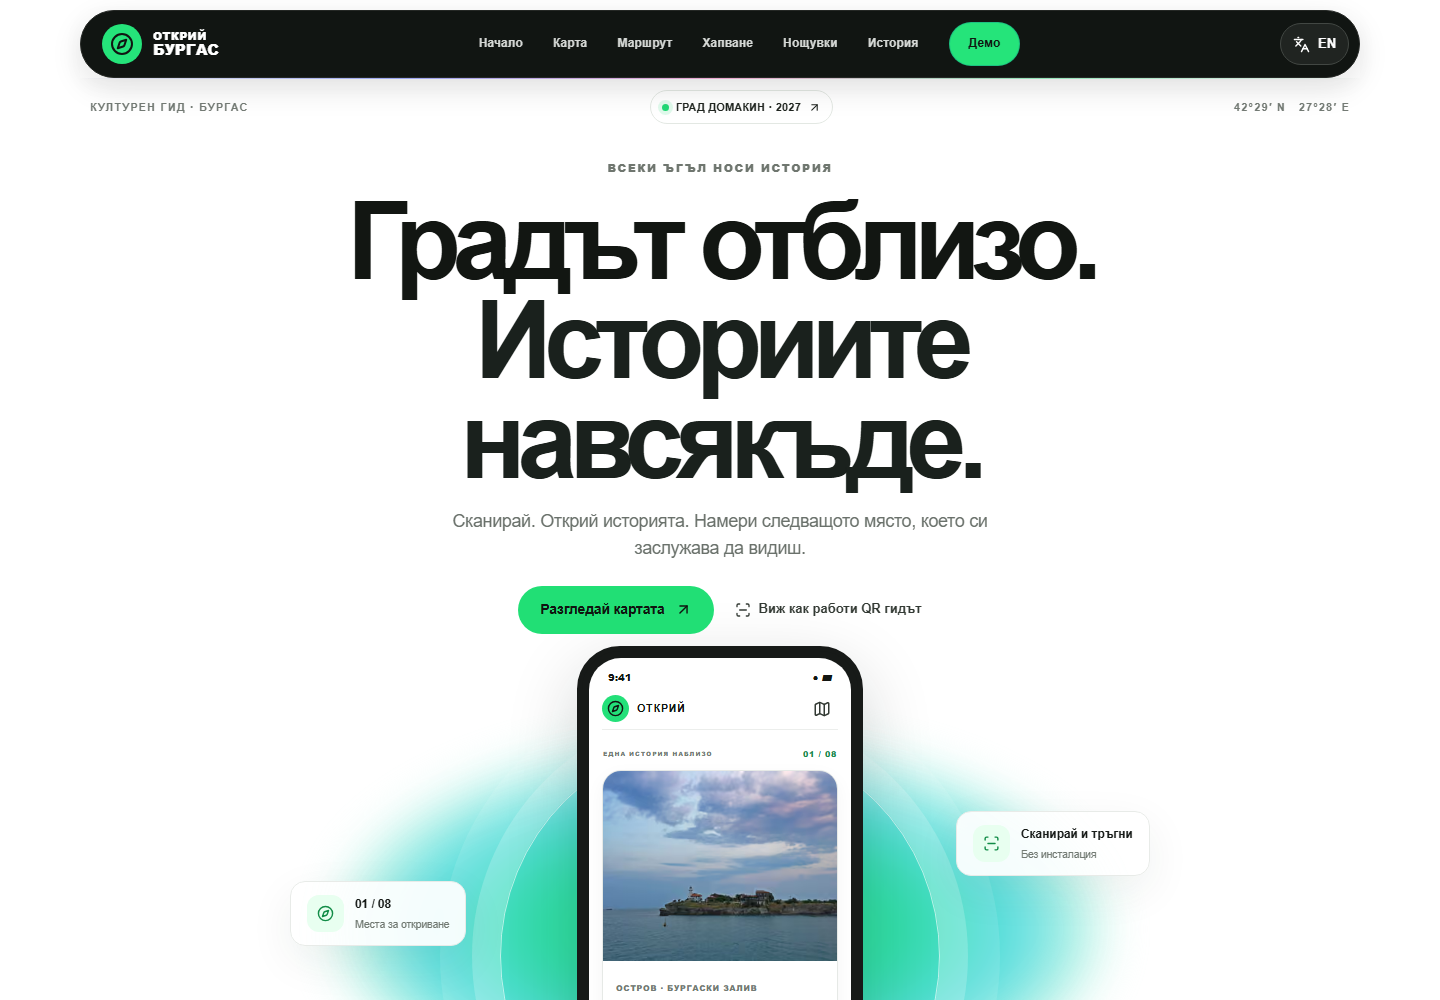 ОТКРИЙ
БУРГАС
Начало
Карта
Маршрут
Хапване
Нощувки
История
Демо
EN
КУЛТУРЕН ГИД · БУРГАС
ГРАД ДОМАКИН · 2027
42°29′ N 27°28′ E
ВСЕКИ ЪГЪЛ НОСИ ИСТОРИЯ
Градът отблизо.
Историите
навсякъде.
Сканирай. Открий историята. Намери следващото място, което си
заслужава да видиш.
Разгледай картата
Виж как работи QR гидът
9:41
ОТКРИЙ
ЕДНА ИСТОРИЯ НАБЛИЗО
01 / 08
Сканирай и тръгни
Без инсталация
01 / 08
Места за откриване
ОСТРОВ · БУРГАСКИ ЗАЛИВ